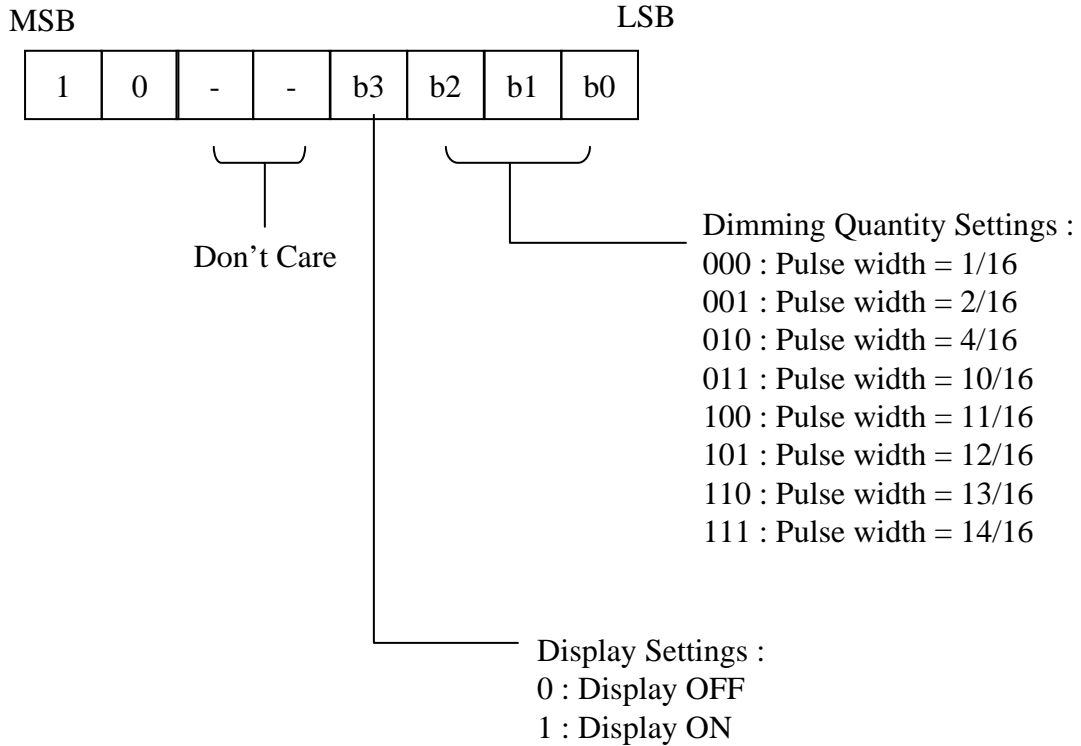 MSB LSB
1 0 - - b3 b2 b1 b0
Don’t Care
Dimming Quantity Settings :
000 : Pulse width = 1/16
001 : Pulse width = 2/16
010 : Pulse width = 4/16
011 : Pulse width = 10/16
100 : Pulse width = 11/16
101 : Pulse width = 12/16
110 : Pulse width = 13/16
111 : Pulse width = 14/16
Display Settings :
0 : Display OFF
1 : Display ON